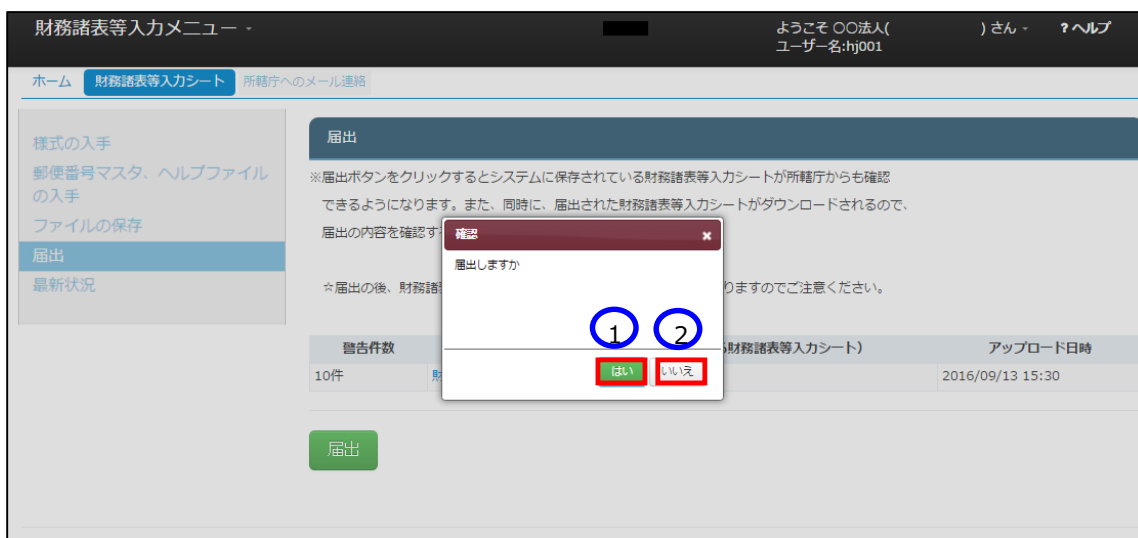 財務諸表等入力メニュー
ようこそ 〇〇法人(　　　　)さん
ユーザー名:hj001
?ヘルプ
ホーム 財務諸表等入力シート 所轄庁へのメール連絡
様式の入手
郵便番号マスタ、ヘルプファイル
の入手
ファイルの保存
届出
最新状況
届出
※届出ボタンをクリックするとシステムに保存されている財務諸表等入力シートが所轄庁からも確認
できるようになります。また、同時に、届出された財務諸表等入力シートがダウンロードされるので、
届出の内容を確認す
☆届出の後、財務諸 りますのでご注意ください。
確認 ×
届出しますか
1 2
はい いいえ
警告件数 財務諸表等入力シート) アップロード日時
10件 2016/09/13 15:30
届出